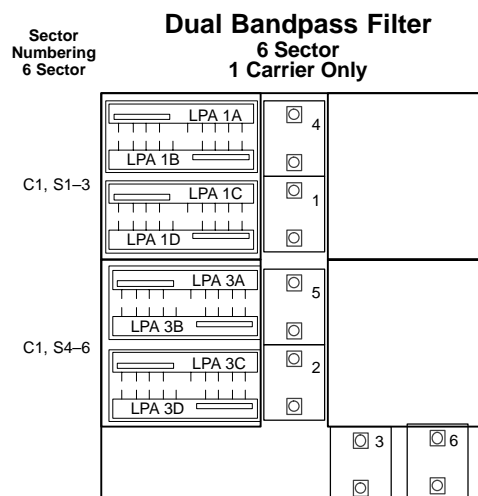 Dual Bandpass Filter
6 Sector
1 Carrier Only
Sector
Numbering
6 Sector
C1, S1–3
LPA 1A
LPA 1B
4
LPA 1C
LPA 1D
1
C1, S4–6
LPA 3A
LPA 3B
5
LPA 3C
LPA 3D
2
3
6